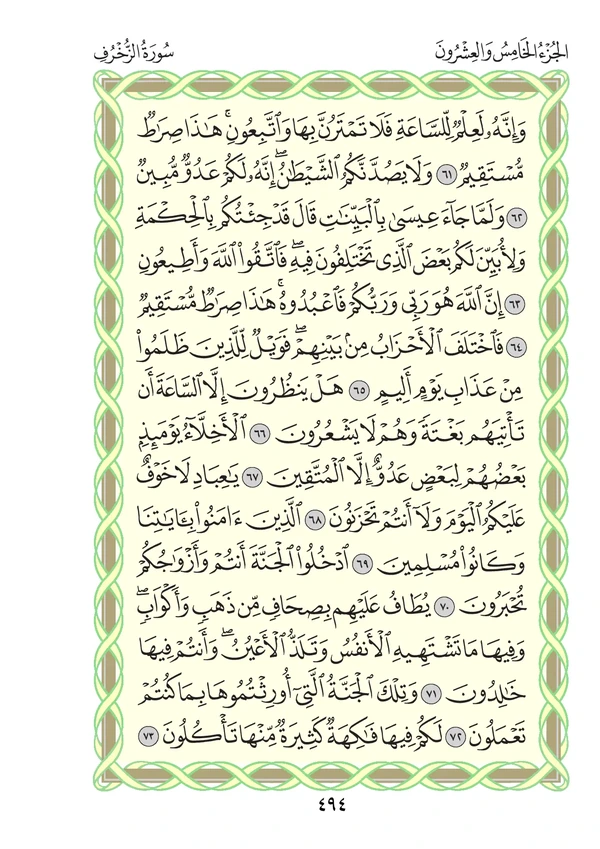 الجُزْءُ الخَامِسُ وَالعِشْرُونَ
سُورَةُ الزُّخْرُفِ
وَإِنَّهُۥ لَعِلْمٌ لِّلسَّاعَةِ فَلَا تَمْتَرُنَّ بِهَا وَٱتَّبِعُونِۚ هَٰذَا صِرَٰطٌ
مُّسْتَقِيمٌ ٦١ وَلَا يَصُدَّنَّكُمُ ٱلشَّيْطَٰنُۖ إِنَّهُۥ لَكُمْ عَدُوٌّ مُّبِينٌ
٦٢ وَلَمَّا جَآءَ عِيسَىٰ بِٱلْبَيِّنَٰتِ قَالَ قَدْ جِئْتُكُم بِٱلْحِكْمَةِ
وَلِأُبَيِّنَ لَكُم بَعْضَ ٱلَّذِى تَخْتَلِفُونَ فِيهِۖ فَٱتَّقُوا۟ ٱللَّهَ وَأَطِيعُونِ
٦٣ إِنَّ ٱللَّهَ هُوَ رَبِّى وَرَبُّكُمْ فَٱعْبُدُوهُۚ هَٰذَا صِرَٰطٌ مُّسْتَقِيمٌ
٦٤ فَٱخْتَلَفَ ٱلْأَحْزَابُ مِنۢ بَيْنِهِمْۖ فَوَيْلٌ لِّلَّذِينَ ظَلَمُوا۟
مِنْ عَذَابِ يَوْمٍ أَلِيمٍ ٦٥ هَلْ يَنظُرُونَ إِلَّا ٱلسَّاعَةَ أَن
تَأْتِيَهُم بَغْتَةً وَهُمْ لَا يَشْعُرُونَ ٦٦ ٱلْأَخِلَّآءُ يَوْمَئِذٍۭ
بَعْضُهُمْ لِبَعْضٍ عَدُوٌّ إِلَّا ٱلْمُتَّقِينَ ٦٧ يَٰعِبَادِ لَا خَوْفٌ
عَلَيْكُمُ ٱلْيَوْمَ وَلَآ أَنتُمْ تَحْزَنُونَ ٦٨ ٱلَّذِينَ ءَامَنُوا۟ بِـَٔايَٰتِنَا
وَكَانُوا۟ مُسْلِمِينَ ٦٩ ٱدْخُلُوا۟ ٱلْجَنَّةَ أَنتُمْ وَأَزْوَٰجُكُمْ
تُحْبَرُونَ ٧٠ يُطَافُ عَلَيْهِم بِصِحَافٍ مِّن ذَهَبٍ وَأَكْوَابٍۖ
وَفِيهَا مَا تَشْتَهِيهِ ٱلْأَنفُسُ وَتَلَذُّ ٱلْأَعْيُنُۖ وَأَنتُمْ فِيهَا
خَٰلِدُونَ ٧١ وَتِلْكَ ٱلْجَنَّةُ ٱلَّتِىٓ أُورِثْتُمُوهَا بِمَا كُنتُمْ
تَعْمَلُونَ ٧٢ لَكُمْ فِيهَا فَٰكِهَةٌ كَثِيرَةٌ مِّنْهَا تَأْكُلُونَ ٧٣
٤٩٤